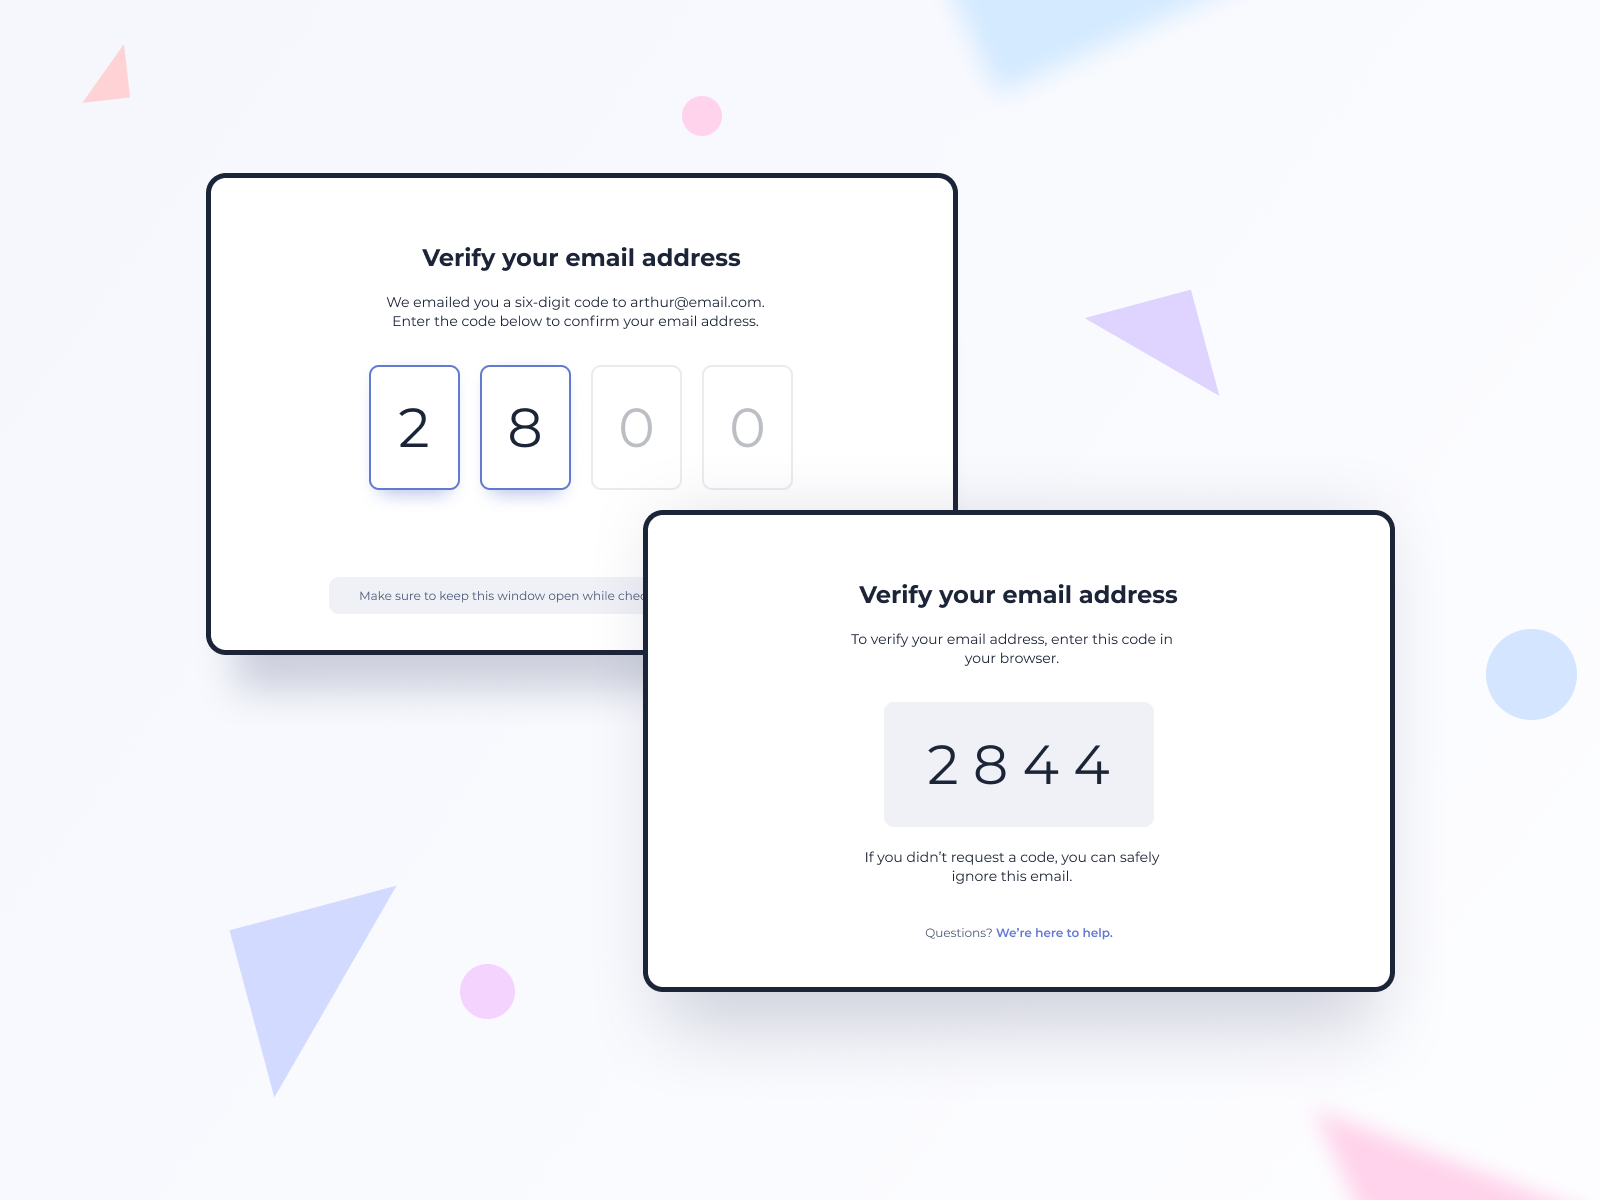 Verify your email address
We emailed you a six-digit code to arthur@email.com.
Enter the code below to confirm your email address.
2 8 0 0
Make sure to keep this window open while
Verify your email address
To verify your email address, enter this code in
your browser.
2 8 4 4
If you didn’t request a code, you can safely
ignore this email.
Questions? We’re here to help.